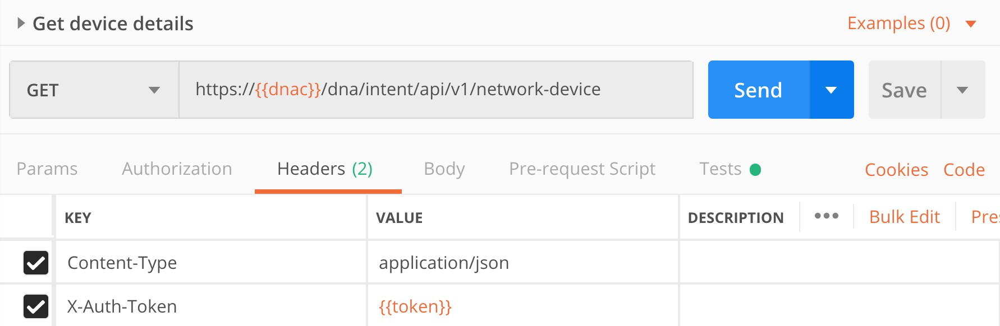 Get device details Examples (0)
GET https://{{dnac}}/dna/intent/api/v1/network-device Send Save
Params Authorization Headers (2) Body Pre-request Script Tests Cookies Code
KEY VALUE DESCRIPTION ••• Bulk Edit
Content-Type application/json
X-Auth-Token {{token}}